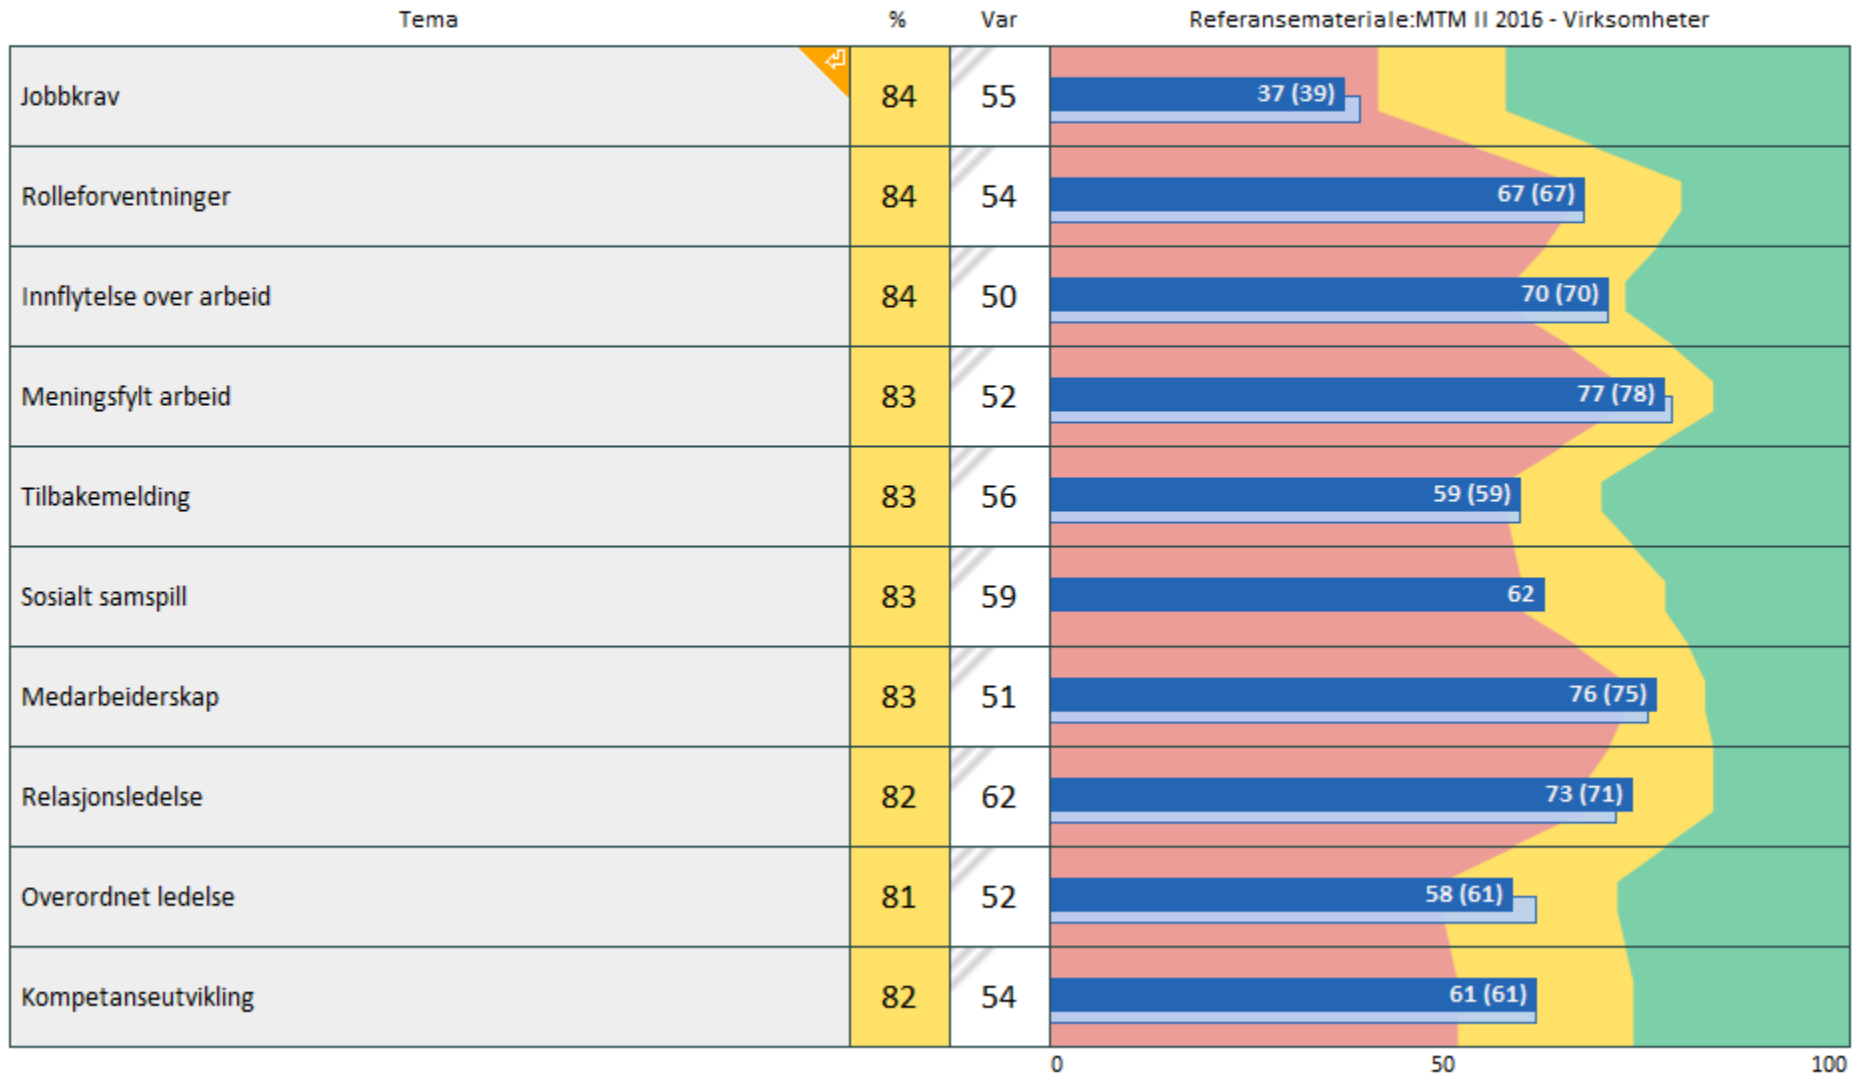 Tema % Var Referansemateriale:MTM II 2016 - Virksomheter
Jobbkrav 84 55 37 (39)
Rolleforventninger 84 54 67 (67)
Innflytelse over arbeid 84 50 70 (70)
Meningsfylt arbeid 83 52 77 (78)
Tilbakemelding 83 56 59 (59)
Sosialt samspill 83 59 62
Medarbeiderskap 83 51 76 (75)
Relasjonsledelse 82 62 73 (71)
Overordnet ledelse 81 52 58 (61)
Kompetanseutvikling 82 54 61 (61)
0 50 100